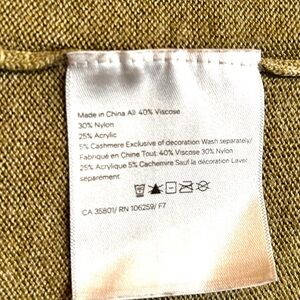 Made in China All: 40% Viscose
30% Nylon
25% Acrylic
5% Cashmere Exclusive of decoration Wash separately/
Fabriqué en Chine Tout: 40% Viscose 30% Nylon
25% Acrylique 5% Cachemire Sauf la décoration Laver
separement
CA 35801/ RN 106259/ F7